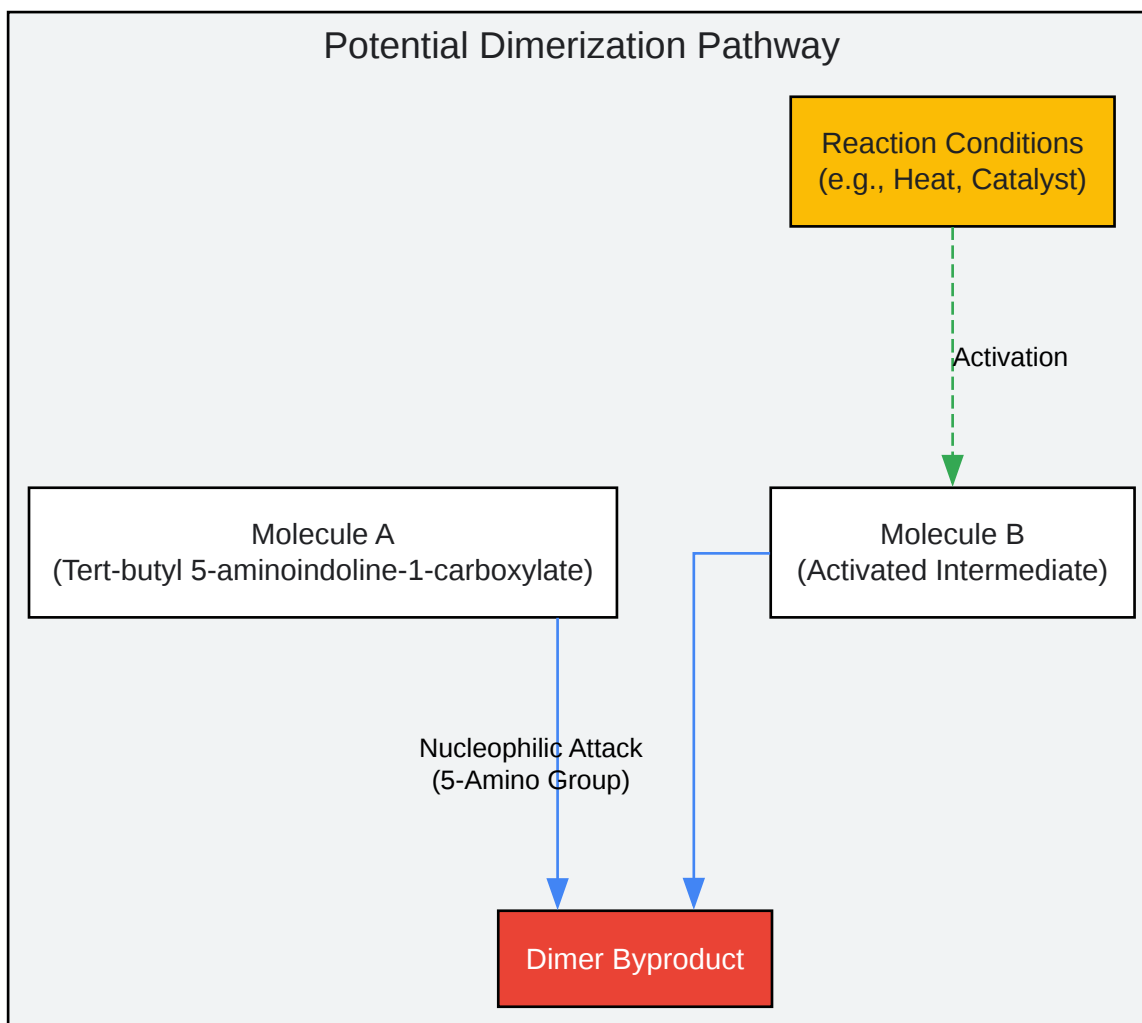 Potential Dimerization Pathway
Reaction Conditions
(e.g., Heat, Catalyst)
Activation
Molecule A
(Tert-butyl 5-aminoindoline-1-carboxylate)
Molecule B
(Activated Intermediate)
Nucleophilic Attack
(5-Amino Group)
Dimer Byproduct